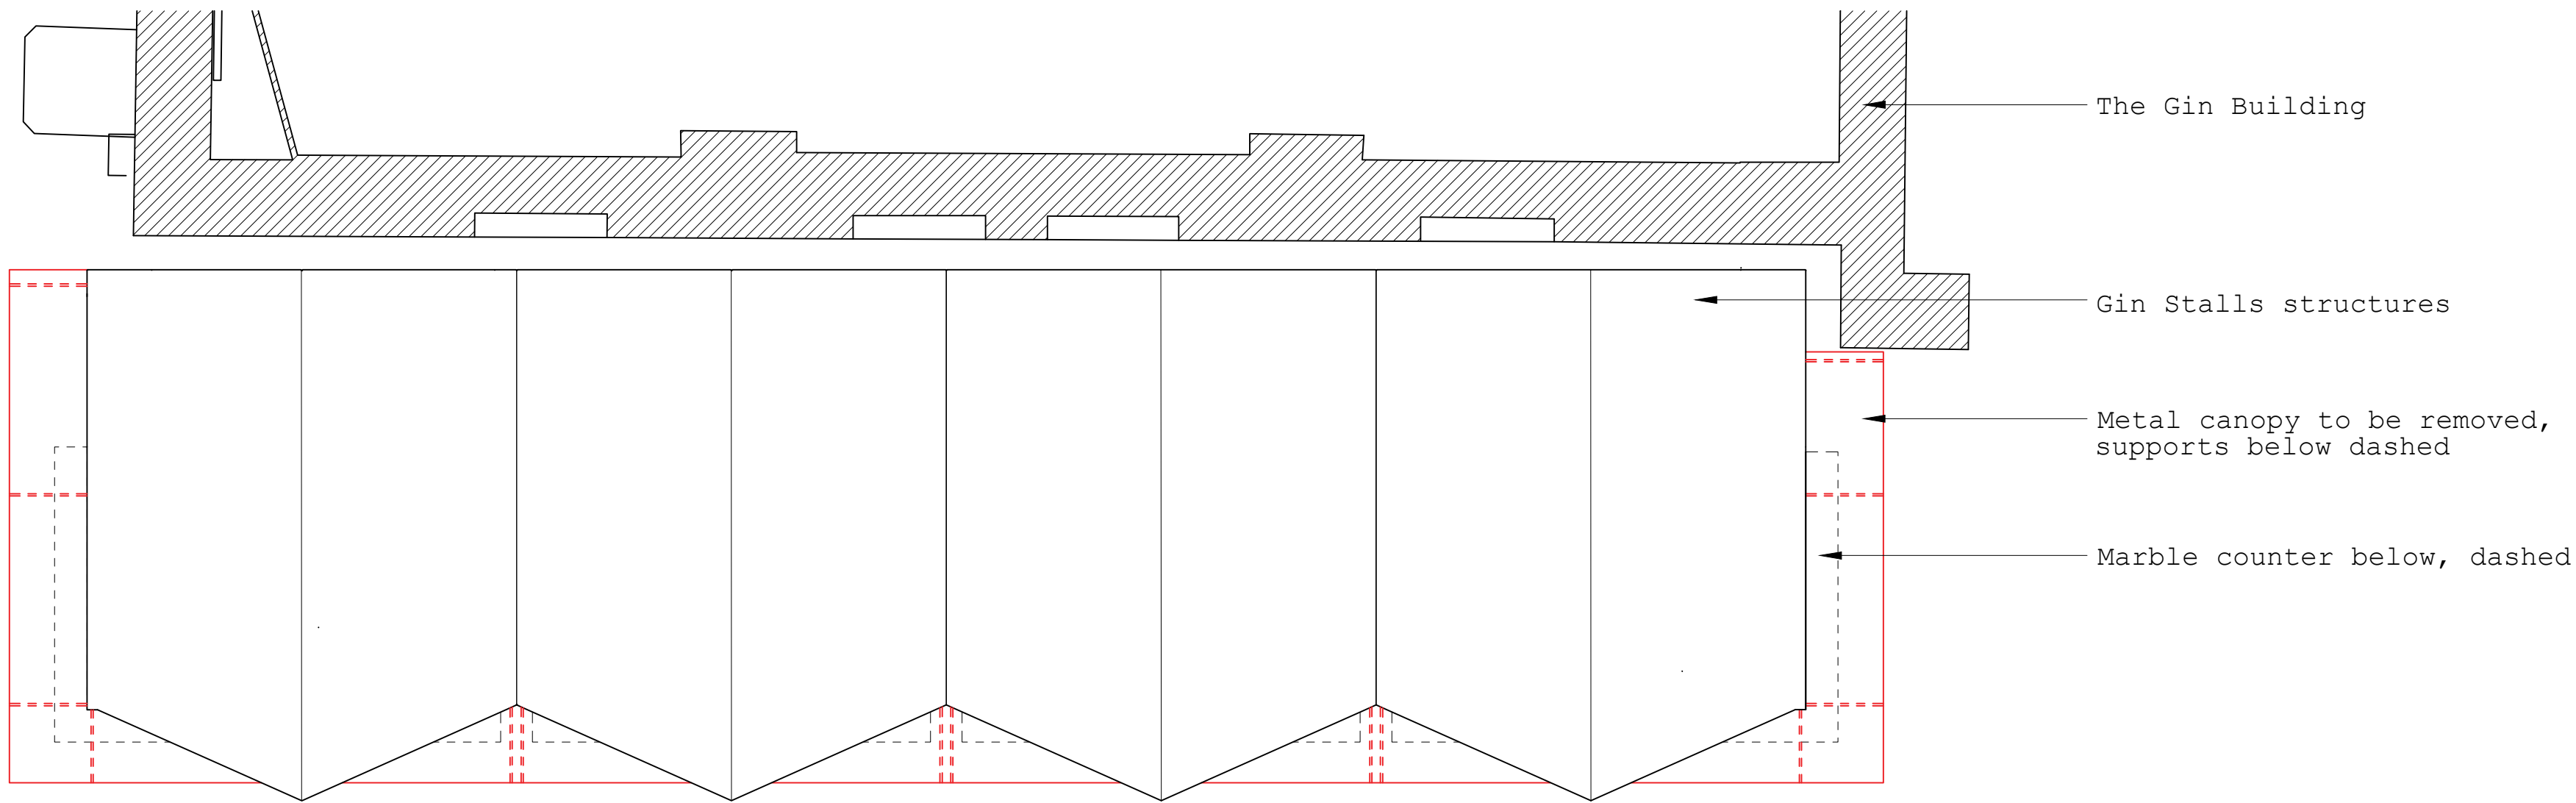 The Gin Building
Gin Stalls structures
Metal canopy to be removed,
supports below dashed
Marble counter below, dashed